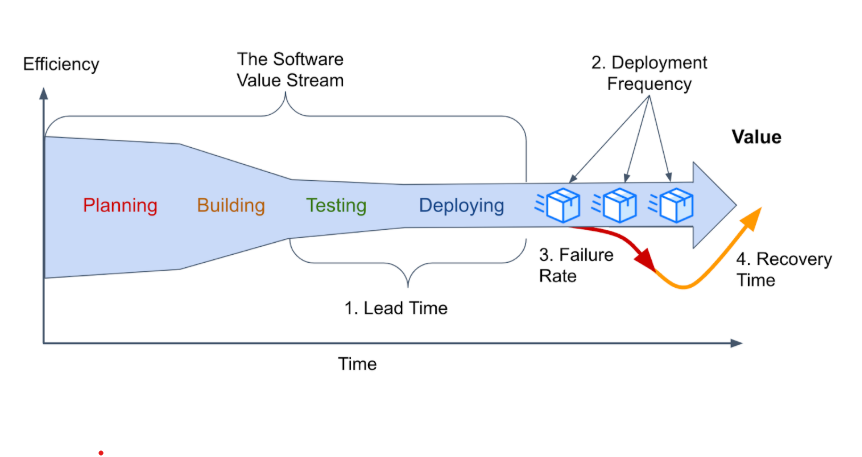 Efficiency
The Software
Value Stream
2. Deployment
Frequency
Value
Planning
Building
Testing
Deploying
3. Failure
Rate
4. Recovery
Time
1. Lead Time
Time